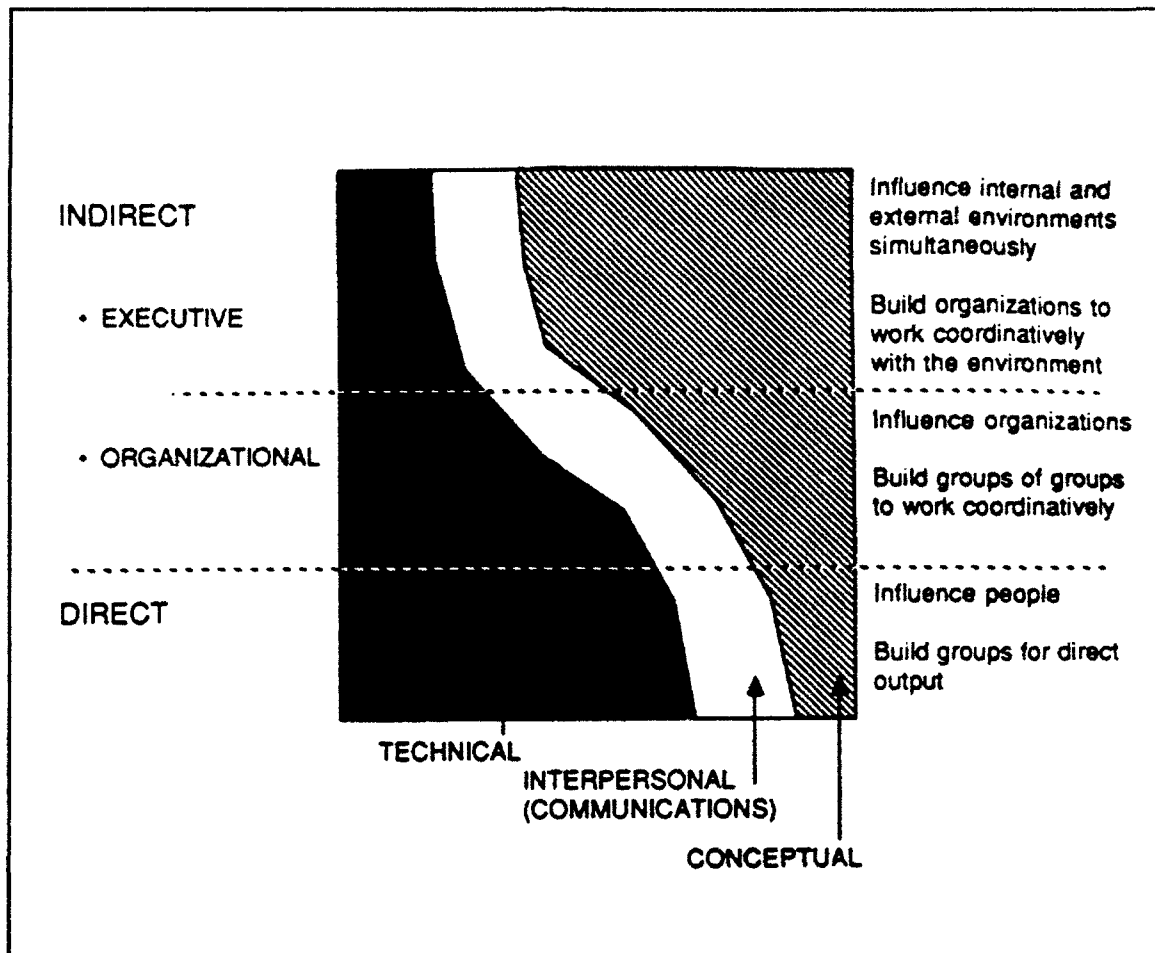 INDIRECT
• EXECUTIVE
• ORGANIZATIONAL
DIRECT
Influence internal and
external environments
simultaneously
Build organizations to
work coordinatively
with the environment
Influence organizations
Build groups of groups
to work coordinatively
Influence people
Build groups for direct
output
TECHNICAL
INTERPERSONAL
(COMMUNICATIONS)
CONCEPTUAL